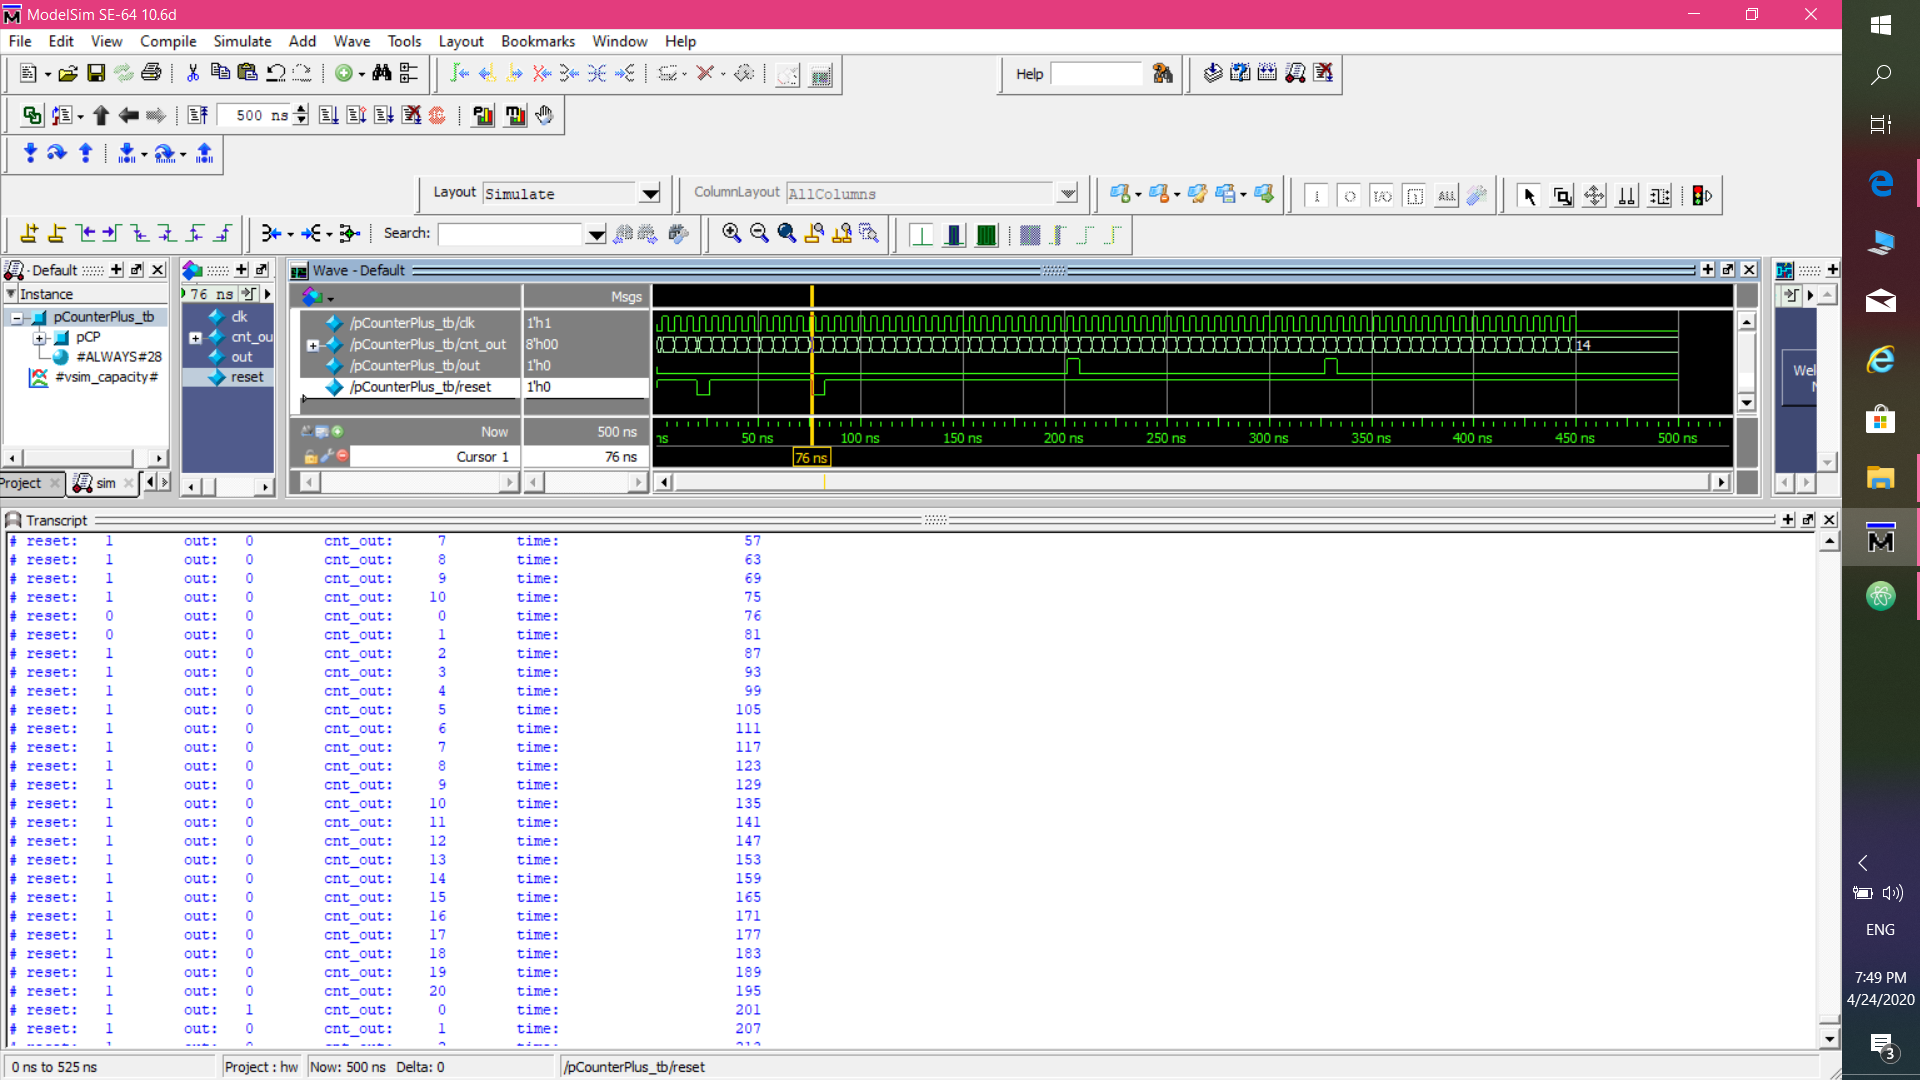 ModelSim SE-64 10.6d
File Edit View Compile Simulate Add Wave Tools Layout Bookmarks Window Help
Help
500 ns
Layout Simulate ColumnLayout AllColumns
Search:
Default
Instance
pCounterPlus_tb
pCP
#ALWAYS#28
#vsim_capacity#
Project sim
76 ns
clk
cnt_ou
out
reset
Wave - Default
Msgs
/pCounterPlus_tb/clk 1'h1
/pCounterPlus_tb/cnt_out 8'h00 14
/pCounterPlus_tb/out 1'h0
/pCounterPlus_tb/reset 1'h0
Now 500 ns
ns 50 ns 100 ns 150 ns 200 ns 250 ns 300 ns 350 ns 400 ns 450 ns 500 ns
Cursor 1 76 ns
76 ns
Wel
Transcript
# reset: 1 out: 0 cnt_out: 7 time: 57
# reset: 1 out: 0 cnt_out: 8 time: 63
# reset: 1 out: 0 cnt_out: 9 time: 69
# reset: 1 out: 0 cnt_out: 10 time: 75
# reset: 0 out: 0 cnt_out: 0 time: 76
# reset: 0 out: 0 cnt_out: 1 time: 81
# reset: 1 out: 0 cnt_out: 2 time: 87
# reset: 1 out: 0 cnt_out: 3 time: 93
# reset: 1 out: 0 cnt_out: 4 time: 99
# reset: 1 out: 0 cnt_out: 5 time: 105
# reset: 1 out: 0 cnt_out: 6 time: 111
# reset: 1 out: 0 cnt_out: 7 time: 117
# reset: 1 out: 0 cnt_out: 8 time: 123
# reset: 1 out: 0 cnt_out: 9 time: 129
# reset: 1 out: 0 cnt_out: 10 time: 135
# reset: 1 out: 0 cnt_out: 11 time: 141
# reset: 1 out: 0 cnt_out: 12 time: 147
# reset: 1 out: 0 cnt_out: 13 time: 153
# reset: 1 out: 0 cnt_out: 14 time: 159
# reset: 1 out: 0 cnt_out: 15 time: 165
# reset: 1 out: 0 cnt_out: 16 time: 171
# reset: 1 out: 0 cnt_out: 17 time: 177
# reset: 1 out: 0 cnt_out: 18 time: 183
# reset: 1 out: 0 cnt_out: 19 time: 189
# reset: 1 out: 0 cnt_out: 20 time: 195
# reset: 1 out: 1 cnt_out: 0 time: 201
# reset: 1 out: 0 cnt_out: 1 time: 207
0 ns to 525 ns Project : hw Now: 500 ns Delta: 0 /pCounterPlus_tb/reset
ENG
7:49 PM
4/24/2020
3